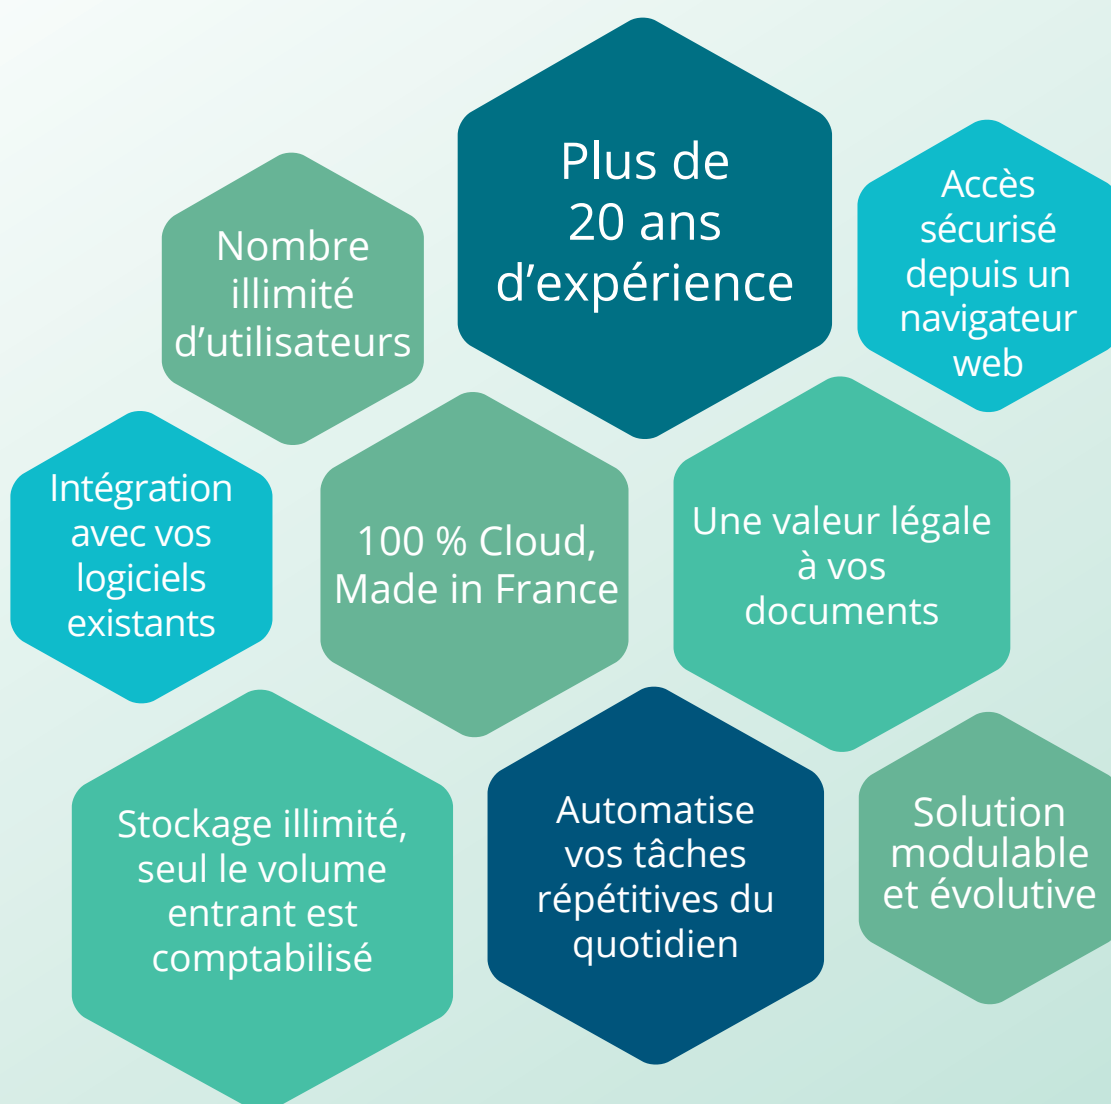 Plus de
20 ans
d’expérience
Nombre
illimité
d’utilisateurs
Accès
sécurisé
depuis un
navigateur
web
Intégration
avec vos
logiciels
existants
100 % Cloud,
Made in France
Une valeur légale
à vos
documents
Stockage illimité,
seul le volume
entrant est
comptabilisé
Automatise
vos tâches
répétitives du
quotidien
Solution
modulable
et évolutive